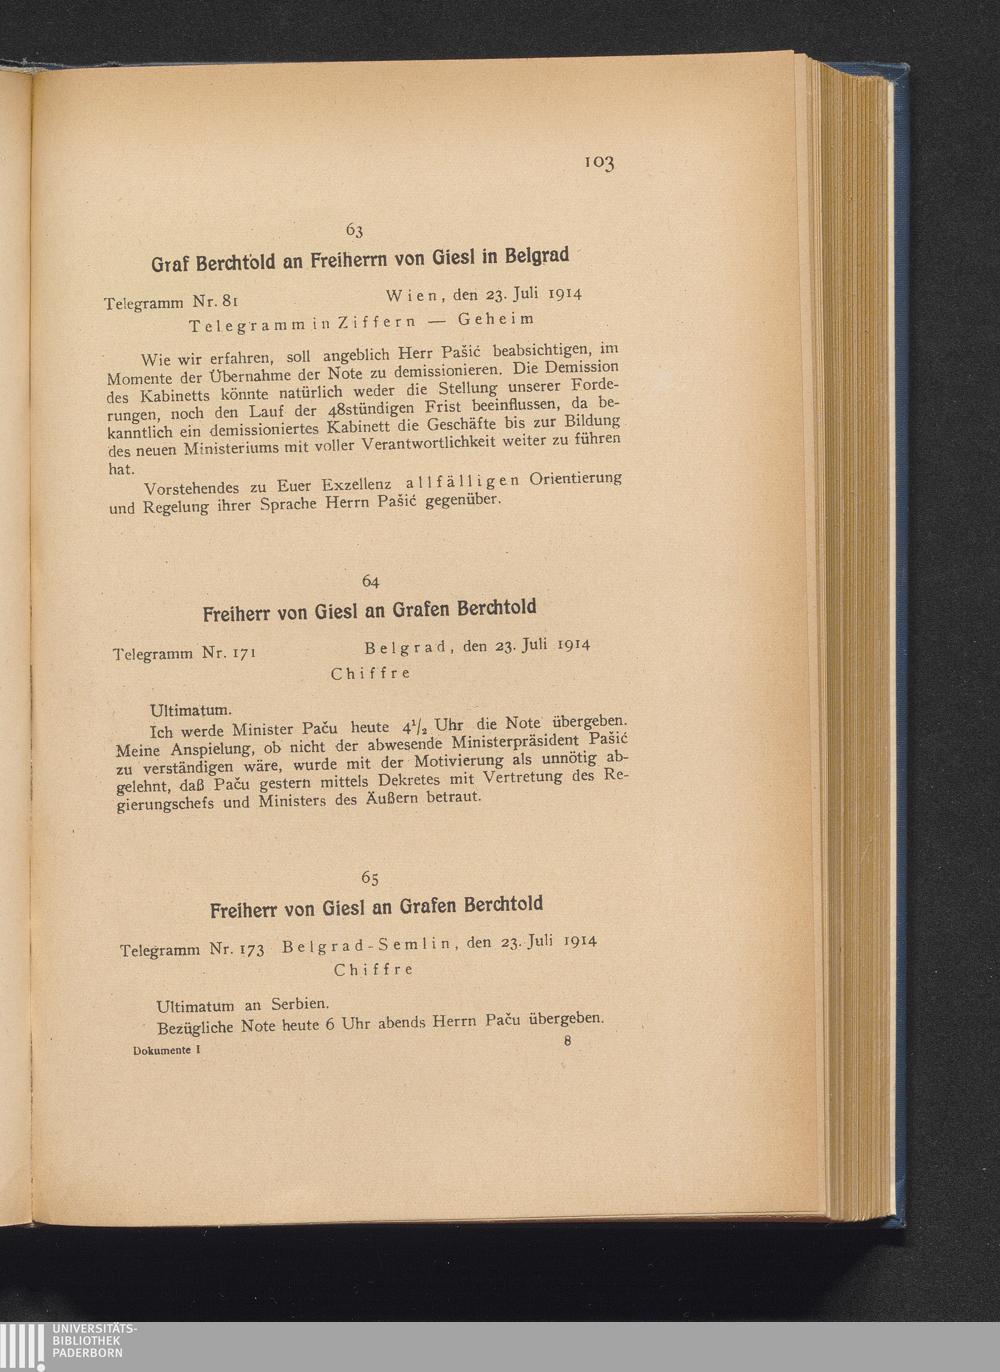 103
63
Graf Berchtold an Freiherrn von Giesl in Belgrad
Telegramm Nr. 81 Wien, den 23. Juli 1914
Telegramm in Ziffern — Geheim
Wie wir erfahren, soll angeblich Herr Pašić beabsichtigen, im
Momente der Übernahme der Note zu demissionieren. Die Demission
des Kabinetts könnte natürlich weder die Stellung unserer Forde-
rungen, noch den Lauf der 48stündigen Frist beeinflussen, da be-
kanntlich ein demissioniertes Kabinett die Geschäfte bis zur Bildung
des neuen Ministeriums mit voller Verantwortlichkeit weiter zu führen
hat.
Vorstehendes zu Euer Exzellenz allfälligen Orientierung
und Regelung ihrer Sprache Herrn Pašić gegenüber.
64
Freiherr von Giesl an Grafen Berchtold
Telegramm Nr. 171 Belgrad, den 23. Juli 1914
Chiffre
Ultimatum.
Ich werde Minister Paču heute 4½ Uhr die Note übergeben.
Meine Anspielung, ob nicht der abwesende Ministerpräsident Pašić
zu verständigen wäre, wurde mit der Motivierung als unnötig ab-
gelehnt, daß Paču gestern mittels Dekretes mit Vertretung des Re-
gierungschefs und Ministers des Äußern betraut.
65
Freiherr von Giesl an Grafen Berchtold
Telegramm Nr. 173 Belgrad-Semlin, den 23. Juli 1914
Chiffre
Ultimatum an Serbien.
Bezügliche Note heute 6 Uhr abends Herrn Paču übergeben.
Dokumente I 8
UNIVERSITÄTS-
BIBLIOTHEK
PADERBORN